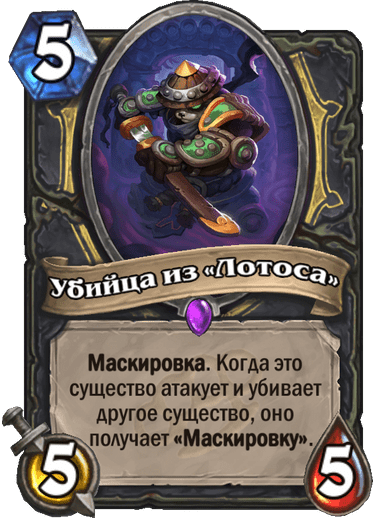 5
Убийца из «Лотоса»
Маскировка. Когда это
существо атакует и убивает
другое существо, оно
получает «Маскировку».
5
5